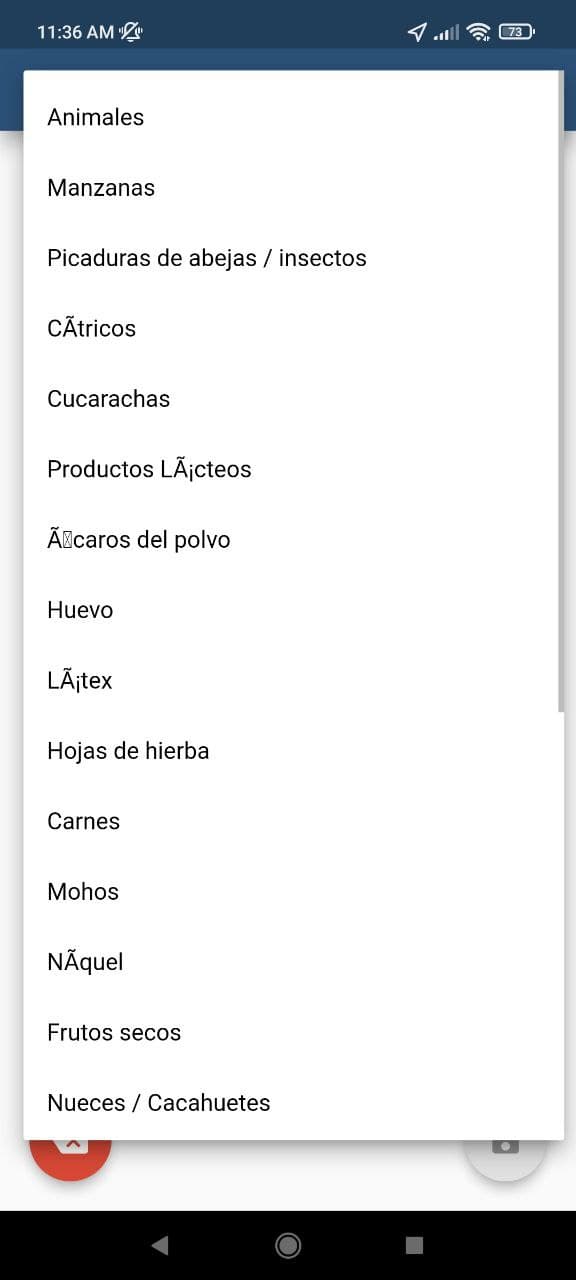 11:36 AM
73
Animales
Manzanas
Picaduras de abejas / insectos
CÃtricos
Cucarachas
Productos LÃ¡cteos
Ã▯caros del polvo
Huevo
LÃ¡tex
Hojas de hierba
Carnes
Mohos
NÃquel
Frutos secos
Nueces / Cacahuetes